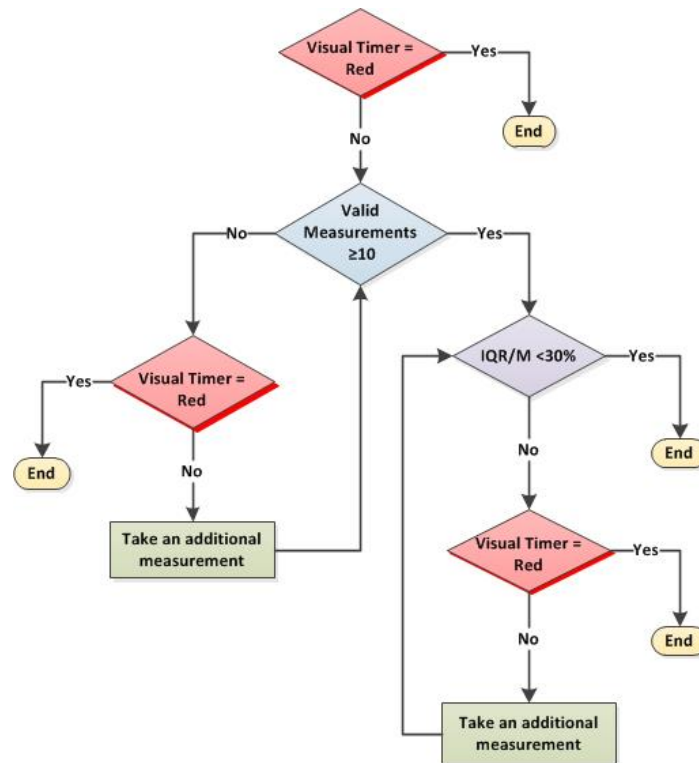 Visual Timer =
Red
Yes
End
No
Valid
Measurements
≥10
No
Yes
Visual Timer =
Red
Yes
End
No
Take an additional
measurement
IQR/M <30%
Yes
End
No
Visual Timer =
Red
Yes
End
No
Take an additional
measurement